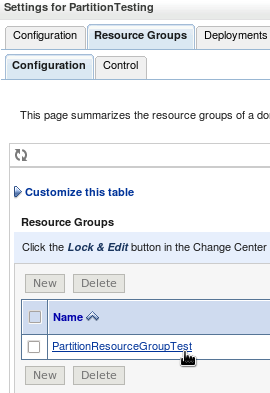 Settings for PartitionTesting
Configuration Resource Groups Deployments
Configuration Control
This page summarizes the resource groups of a do
Customize this table
Resource Groups
Click the Lock & Edit button in the Change Center
New Delete
Name
PartitionResourceGroupTest
New Delete